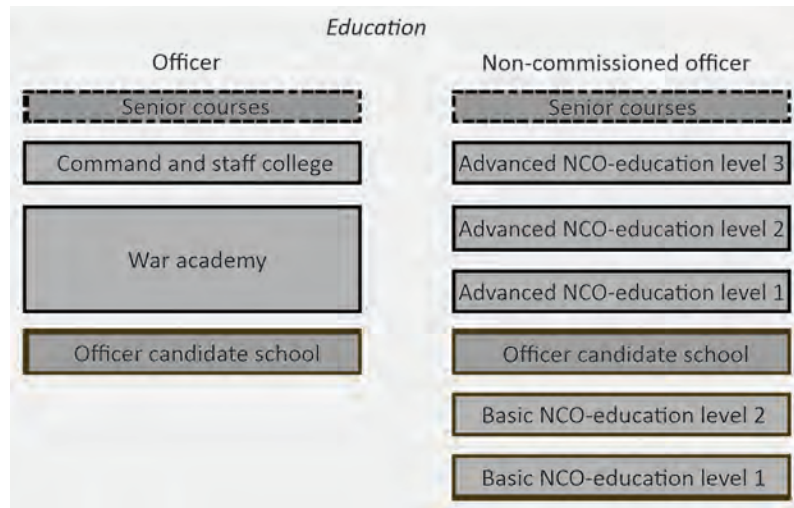 Education
Officer
Non-commissioned officer
Senior courses
Senior courses
Command and staff college
Advanced NCO-education level 3
War academy
Advanced NCO-education level 2
Advanced NCO-education level 1
Officer candidate school
Officer candidate school
Basic NCO-education level 2
Basic NCO-education level 1